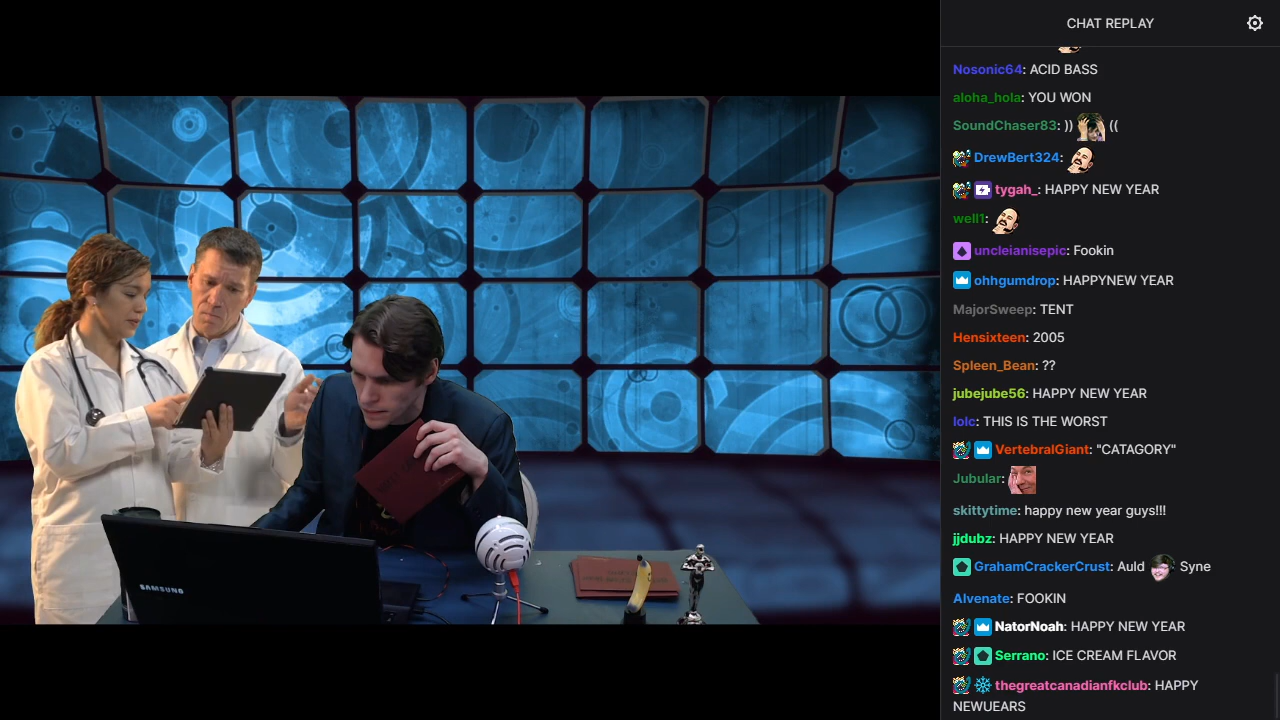 CHAT REPLAY
Nosonic64: ACID BASS
aloha_hola: YOU WON
SoundChaser83: )) ((
DrewBert324:
tygah_: HAPPY NEW YEAR
well1:
uncleianisepic: Fookin
ohhgumdrop: HAPPYNEW YEAR
MajorSweep: TENT
Hensixteen: 2005
Spleen_Bean: ??
jubejube56: HAPPY NEW YEAR
lolc: THIS IS THE WORST
VertebralGiant: "CATAGORY"
Jubular:
skittytime: happy new year guys!!!
jjdubz: HAPPY NEW YEAR
GrahamCrackerCrust: Auld Syne
Alvenate: FOOKIN
NatorNoah: HAPPY NEW YEAR
Serrano: ICE CREAM FLAVOR
thegreatcanadianfkclub: HAPPY
NEWUEARS
SAMSUNG